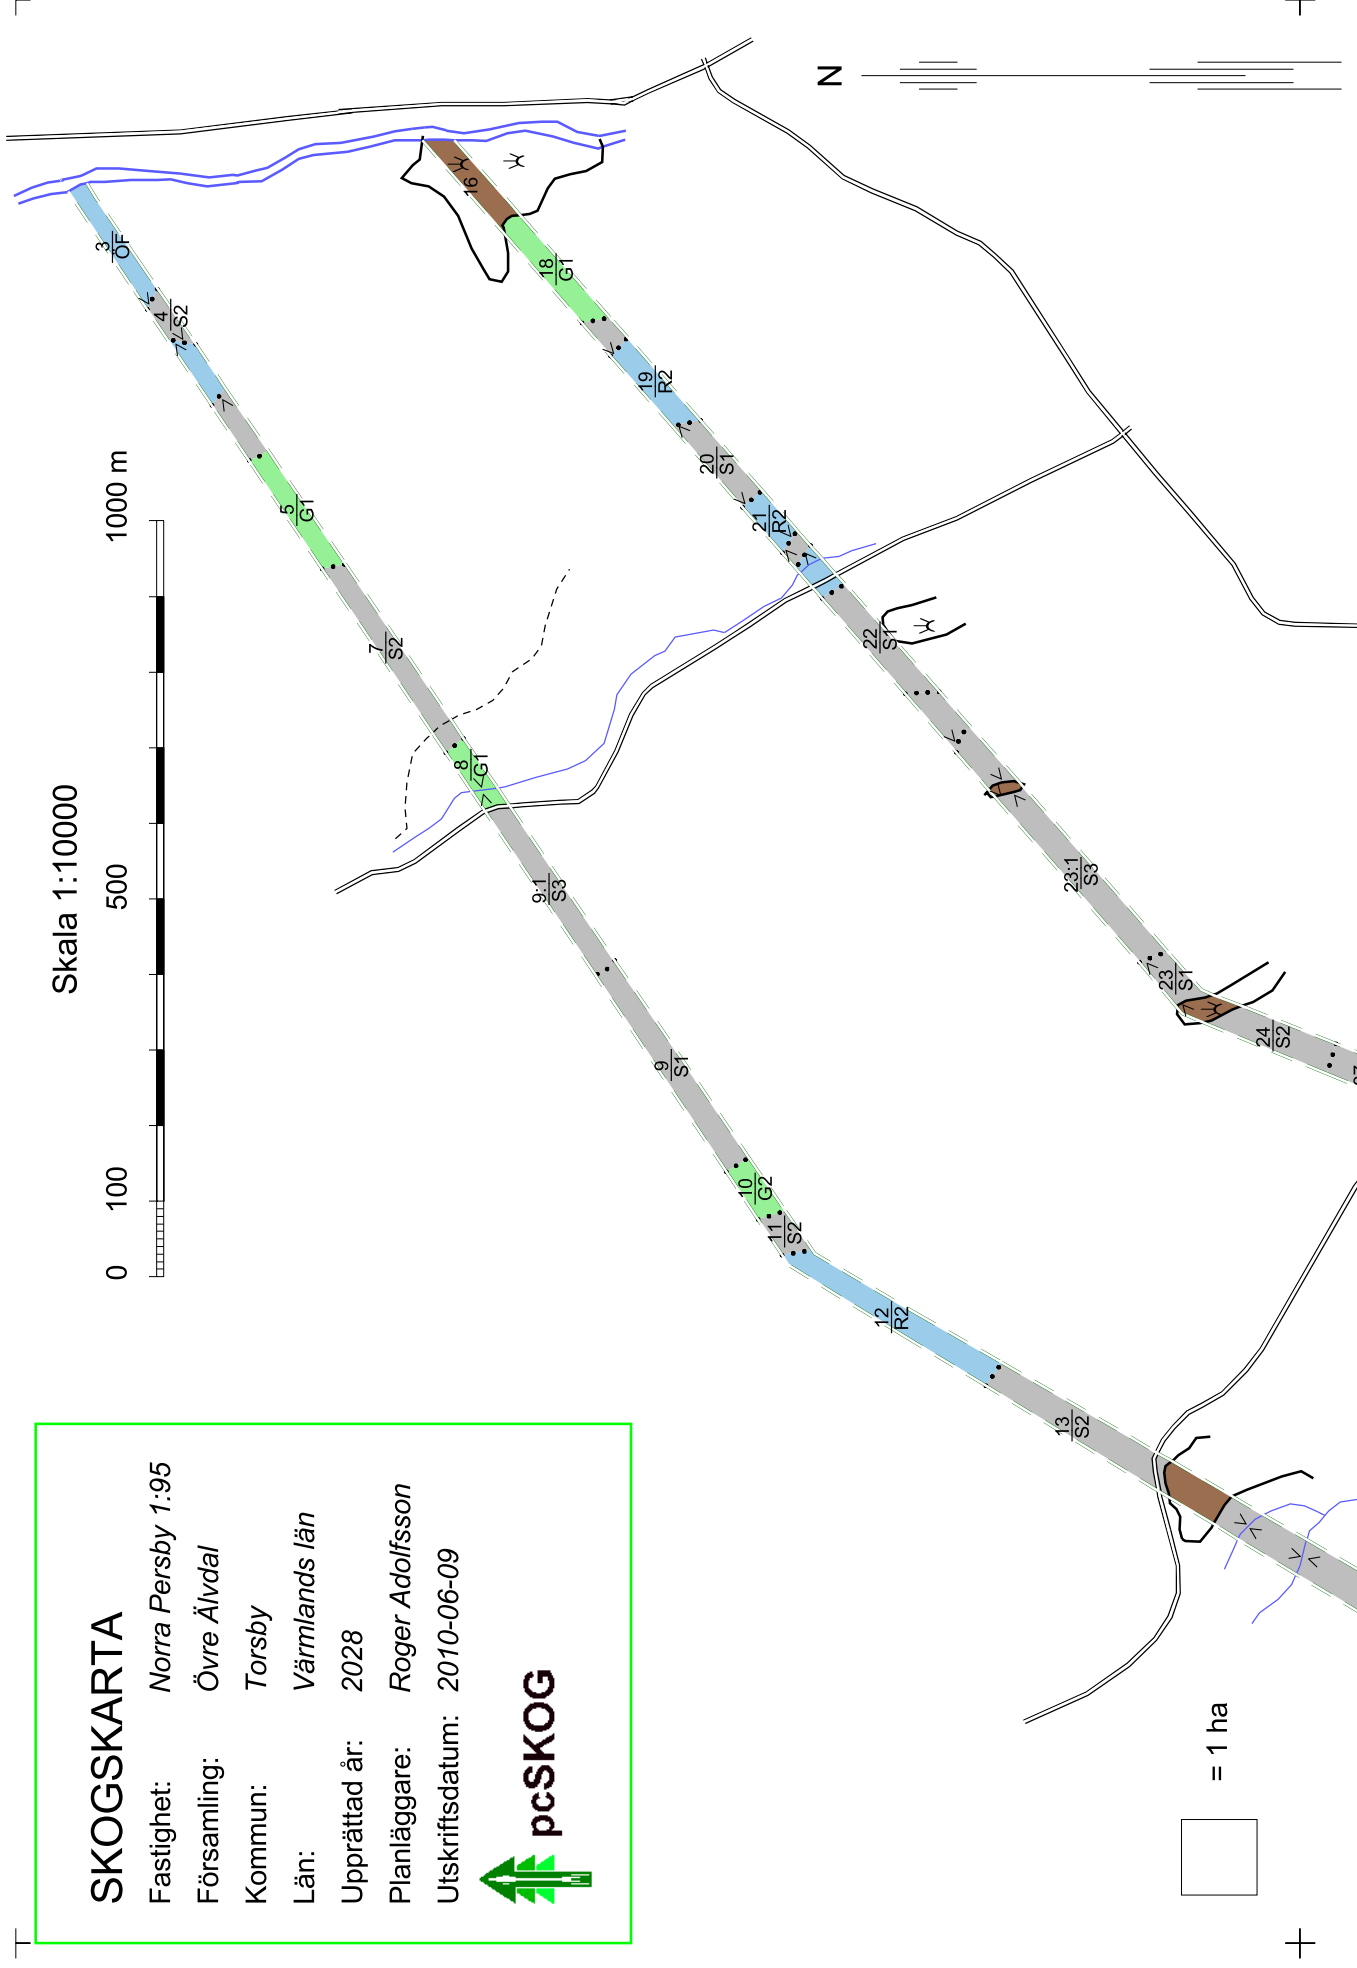 SKOGSKARTA
Fastighet: Norra Persby 1:95
Församling: Övre Älvdal
Kommun: Torsby
Län: Värmlands län
Upprättad år: 2028
Planläggare: Roger Adolfsson
Utskriftsdatum: 2010-06-09
pcSKOG
Skala 1:10000
0 100 500 1000 m
N
= 1 ha
3
ÖF
4
S2
5
G1
7
S2
8
G1
9:1
S3
9
S1
10
G2
11
S2
12
R2
13
S2
16
18
G1
19
R2
20
S1
21
R2
22
S1
23:1
S3
23
S1
24
S2